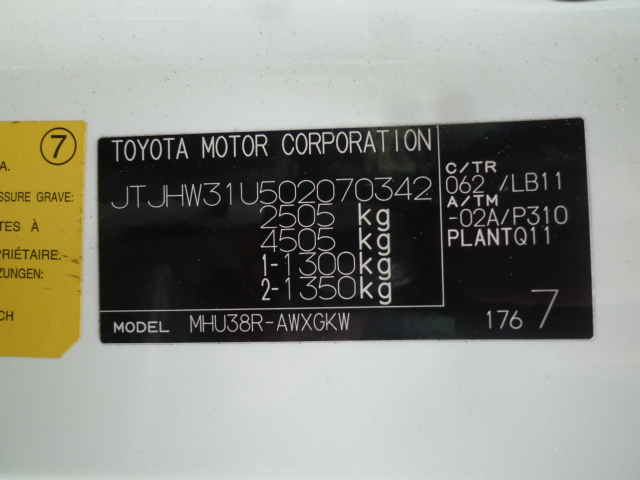 7
A.
SSURE GRAVE:
TES À
PRIÉTAIRE.
ZUNGEN:
CH
TOYOTA MOTOR CORPORATION
JTJHW31U502070342
2505 kg
4505 kg
1-1300kg
2-1350kg
MODEL MHU38R-AWXGKW
C/TR
062 /LB11
A/TM
-02A/P310
PLANTQ11
176 7